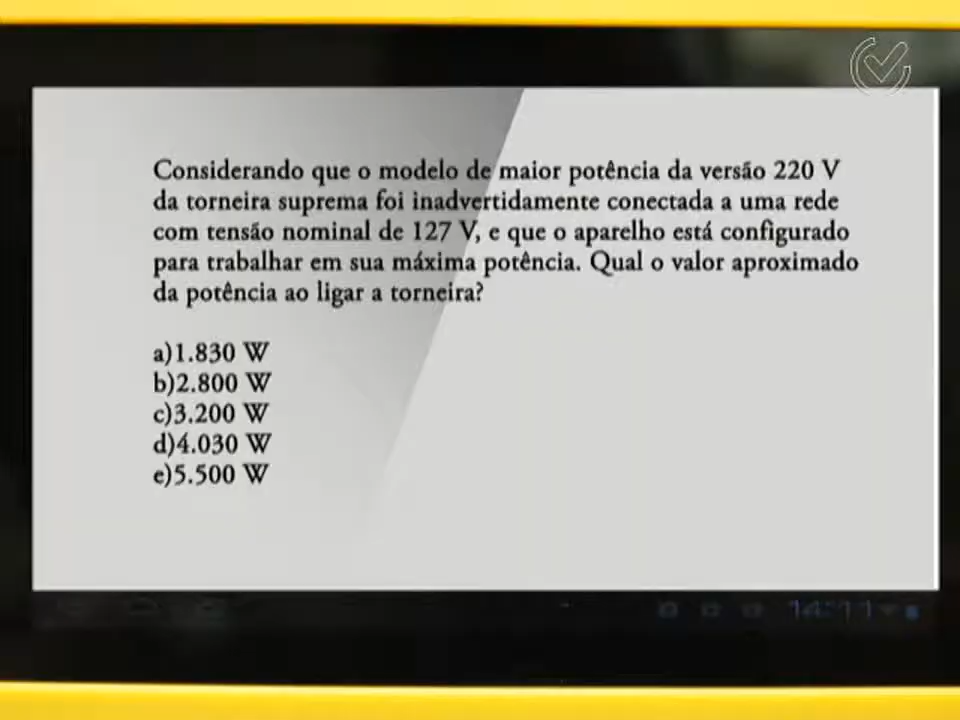 Considerando que o modelo de maior potência da versão 220 V
da torneira suprema foi inadvertidamente conectada a uma rede
com tensão nominal de 127 V, e que o aparelho está configurado
para trabalhar em sua máxima potência. Qual o valor aproximado
da potência ao ligar a torneira?
a)1.830 W
b)2.800 W
c)3.200 W
d)4.030 W
e)5.500 W
14:11